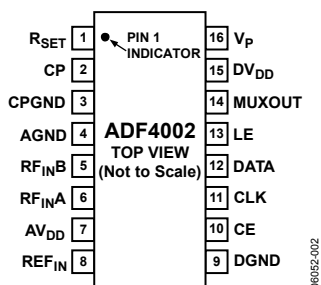 RSET 1 PIN 1 INDICATOR 16 VP
CP 2 15 DVDD
CPGND 3 14 MUXOUT
AGND 4 ADF4002 13 LE
RFINB 5 TOP VIEW 12 DATA
RFINA 6 (Not to Scale) 11 CLK
AVDD 7 10 CE
REFIN 8 9 DGND
06052-002